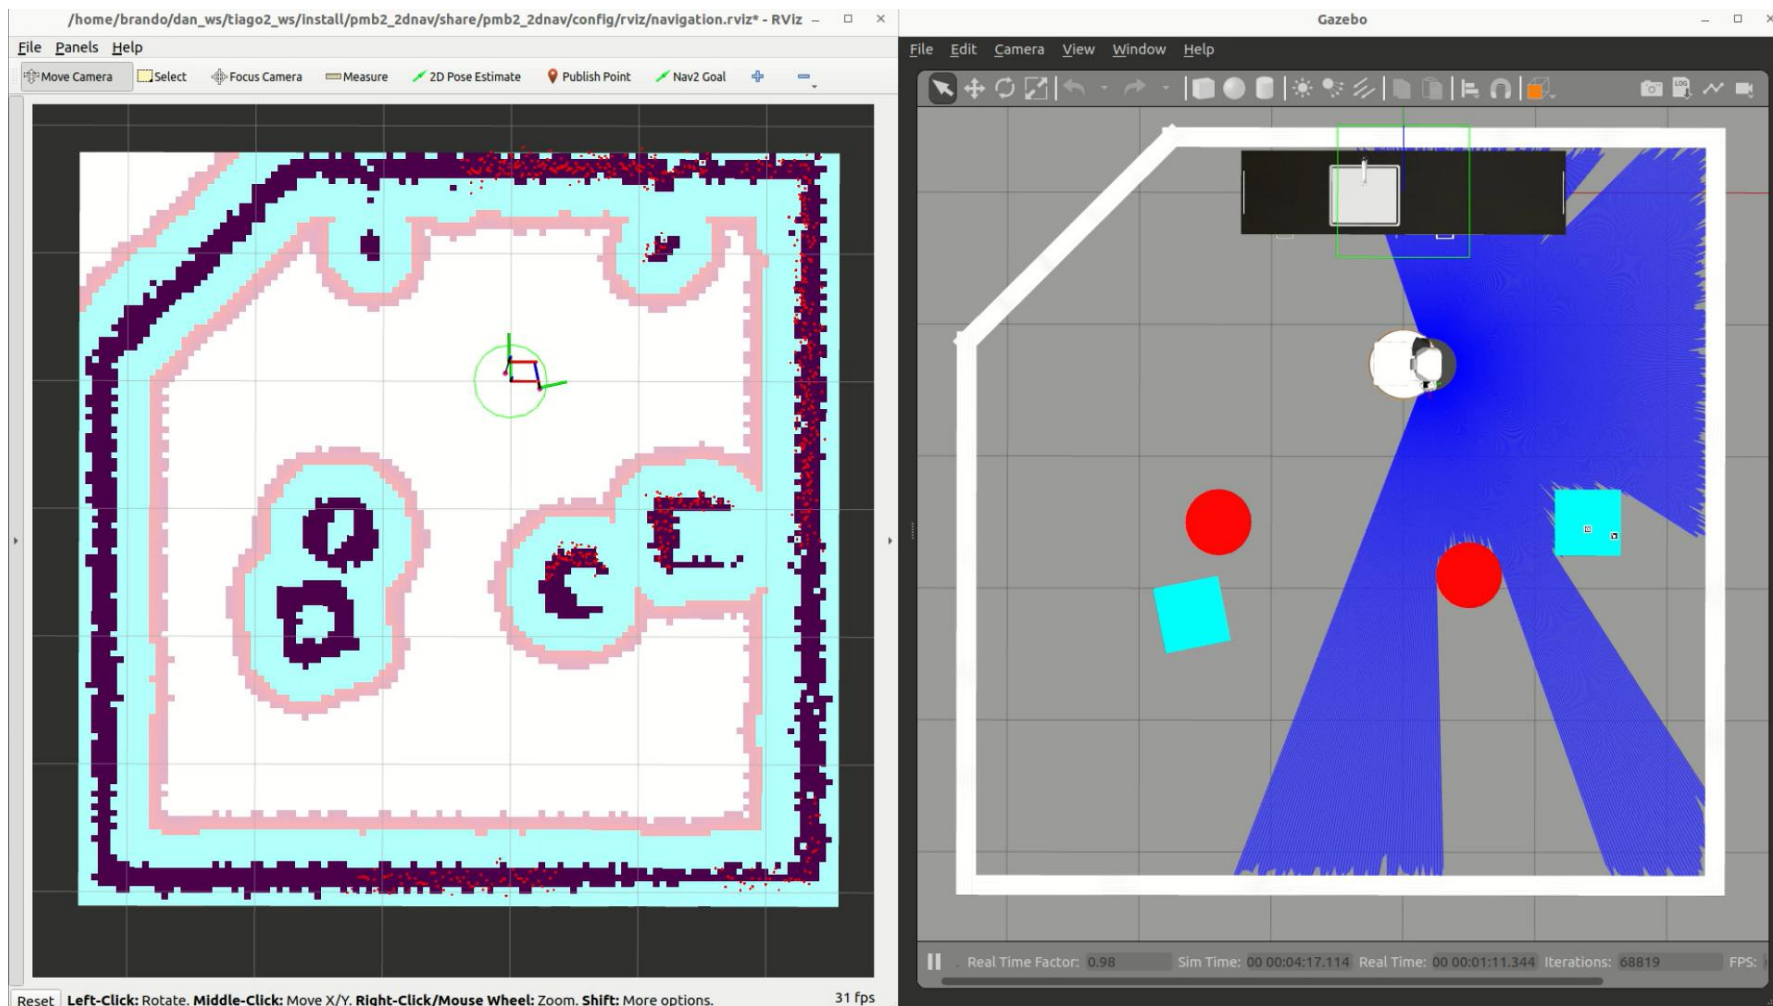 /home/brando/dan_ws/tiago2_ws/install/pmb2_2dnav/share/pmb2_2dnav/config/rviz/navigation.rviz* - RViz
File Panels Help
Move Camera Select Focus Camera Measure 2D Pose Estimate Publish Point Nav2 Goal
Reset Left-Click: Rotate. Middle-Click: Move X/Y. Right-Click/Mouse Wheel: Zoom. Shift: More options. 31 fps
Gazebo
File Edit Camera View Window Help
LOG
Real Time Factor: 0.98 Sim Time: 00 00:04:17.114 Real Time: 00 00:01:11.344 Iterations: 68819 FPS: